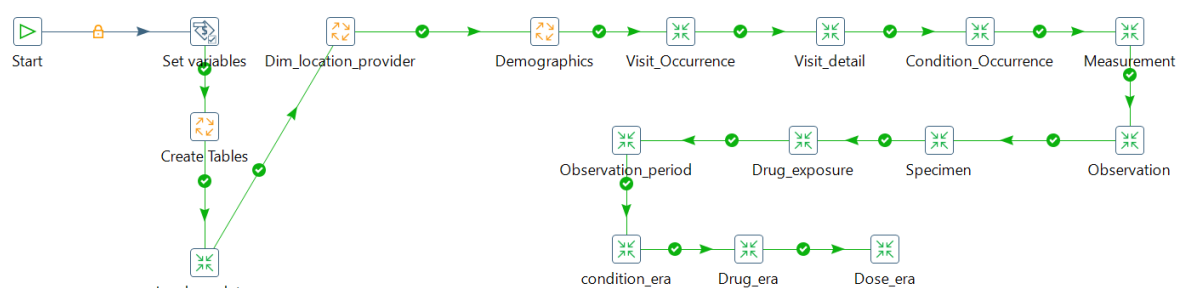 Start
Set variables
Dim_location_provider
Demographics
Visit_Occurrence
Visit_detail
Condition_Occurrence
Measurement
Create Tables
Observation_period
Drug_exposure
Specimen
Observation
condition_era
Drug_era
Dose_era